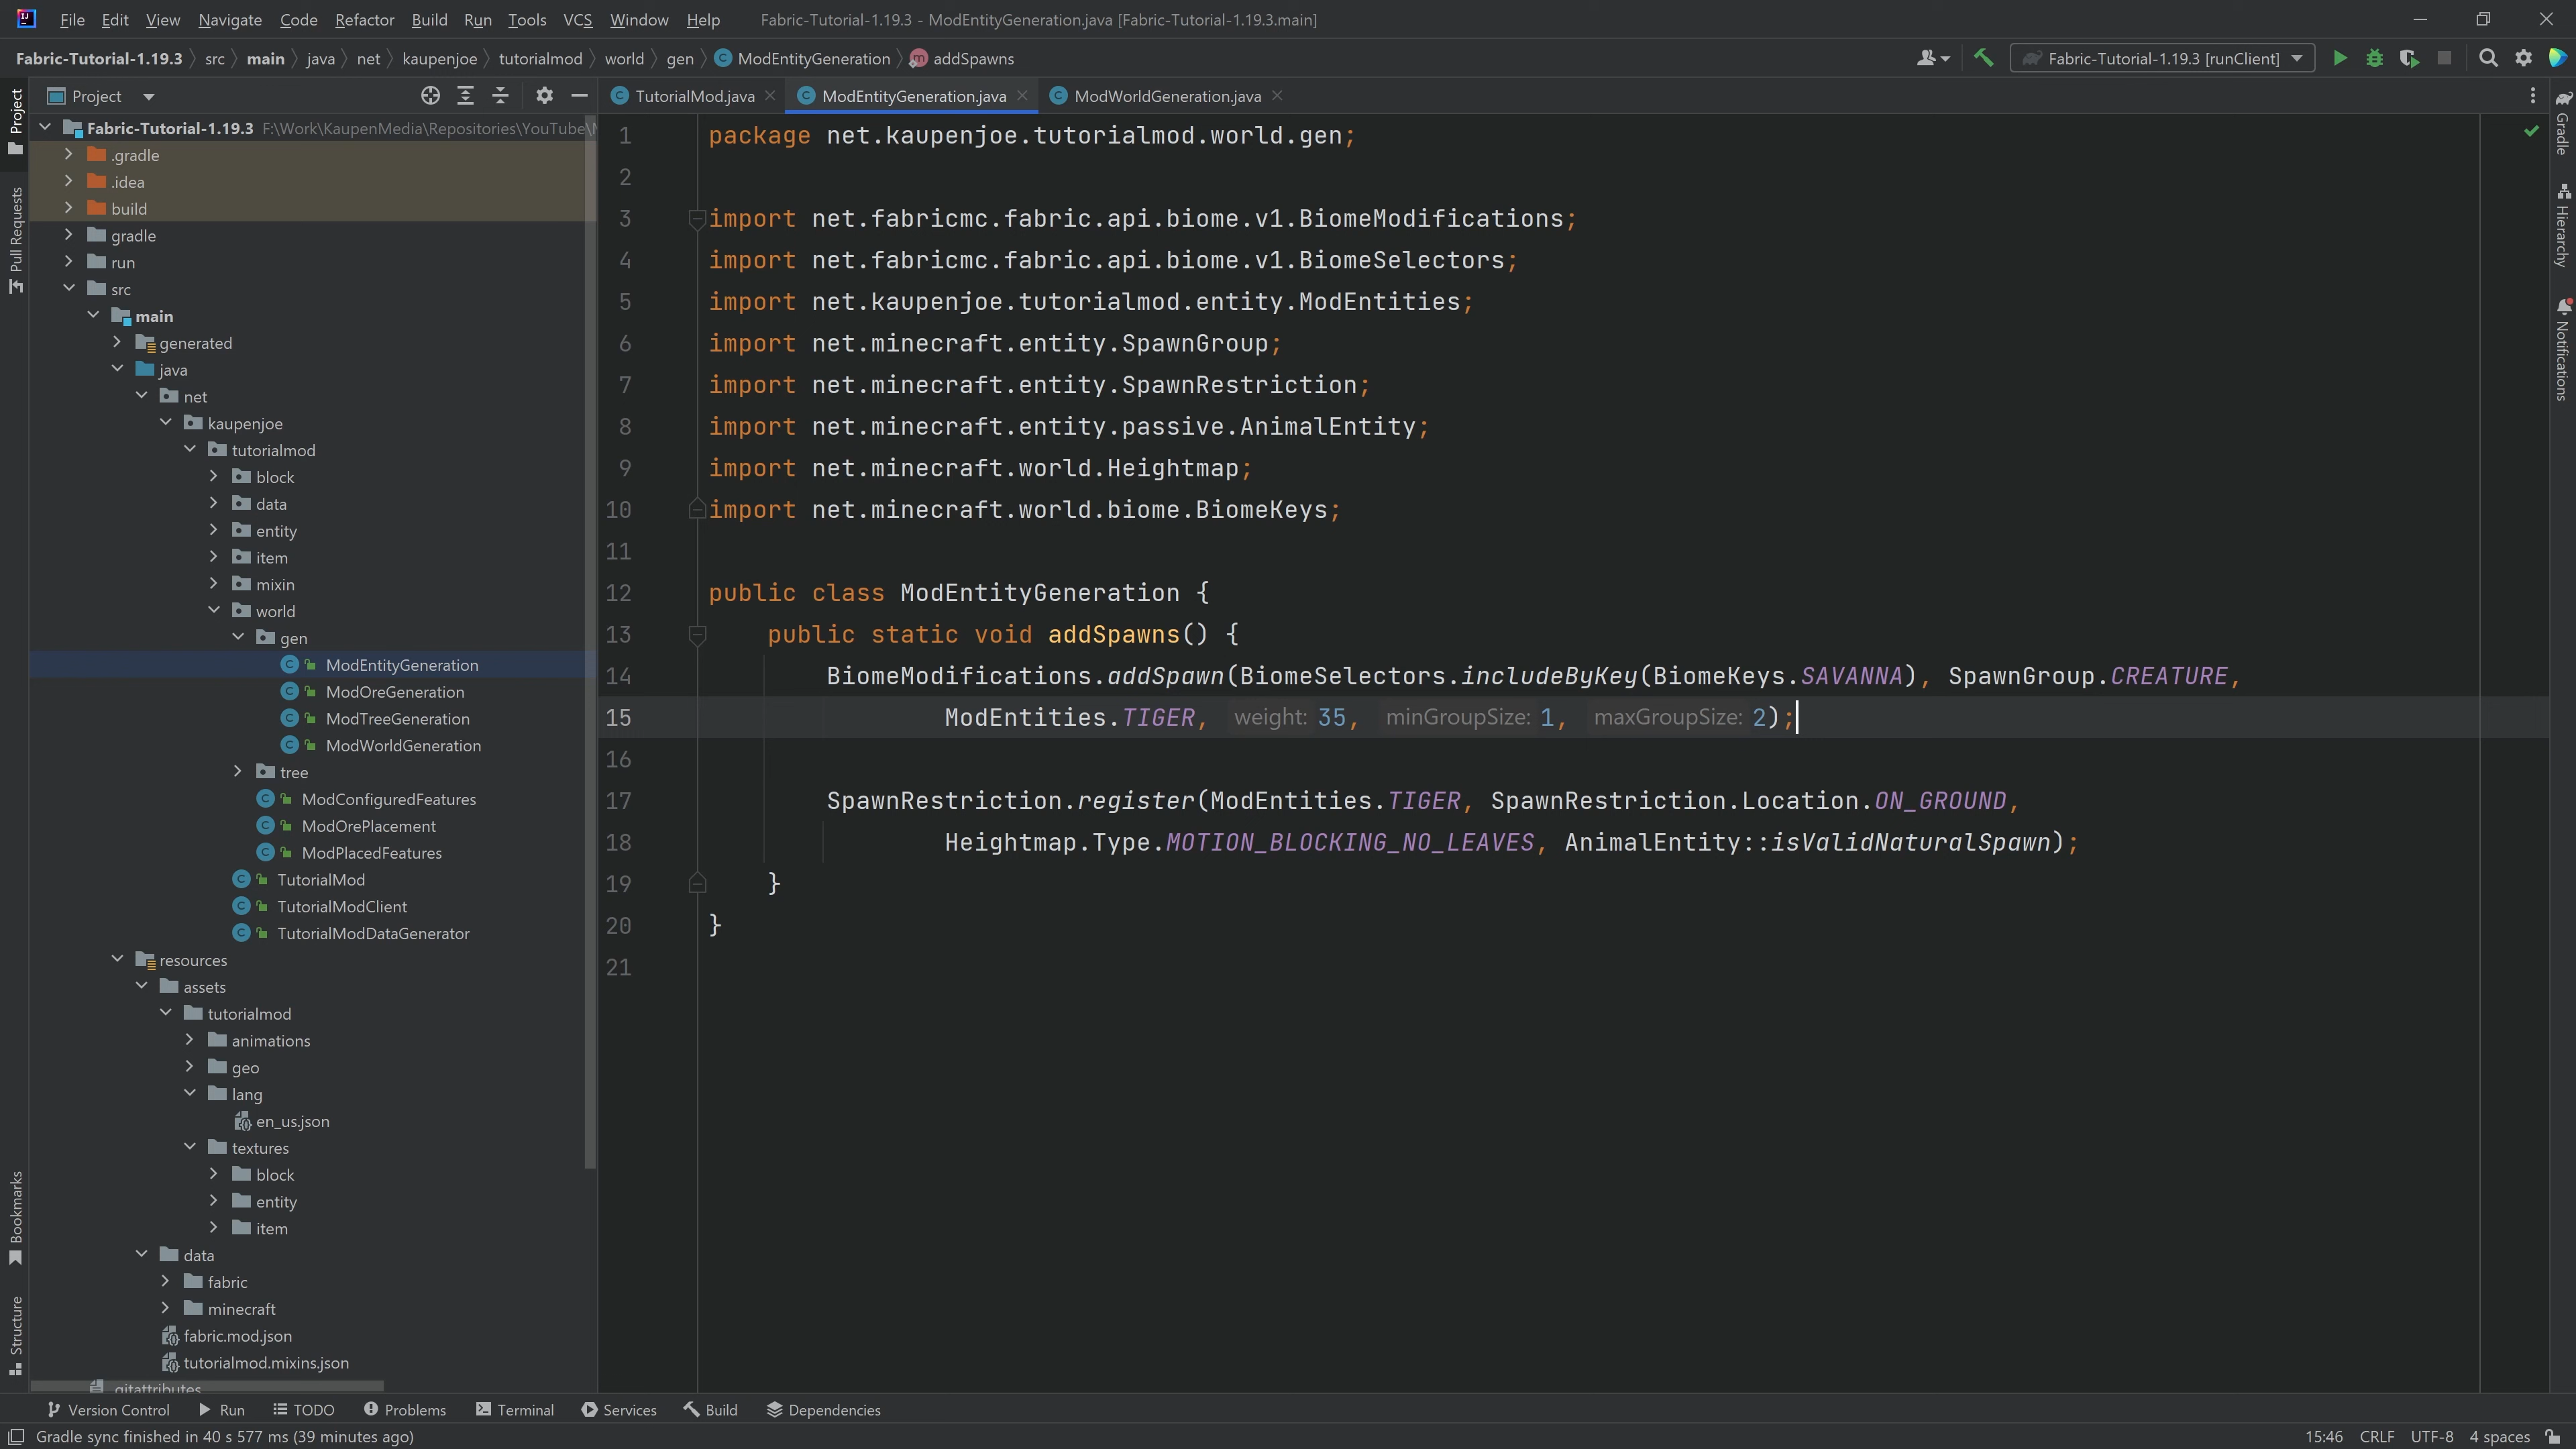 File Edit View Navigate Code Refactor Build Run Tools VCS Window Help Fabric-Tutorial-1.19.3 - ModEntityGeneration.java [Fabric-Tutorial-1.19.3.main]
Fabric-Tutorial-1.19.3 src main java net kaupenjoe tutorialmod world gen ModEntityGeneration addSpawns Fabric-Tutorial-1.19.3 [runClient]
Project
TutorialMod.java ModEntityGeneration.java ModWorldGeneration.java
Project
Pull Requests
Bookmarks
Structure
Fabric-Tutorial-1.19.3 F:\Work\KaupenMedia\Repositories\YouTube\
.gradle
.idea
build
gradle
run
src
main
generated
java
net
kaupenjoe
tutorialmod
block
data
entity
item
mixin
world
gen
ModEntityGeneration
ModOreGeneration
ModTreeGeneration
ModWorldGeneration
tree
ModConfiguredFeatures
ModOrePlacement
ModPlacedFeatures
TutorialMod
TutorialModClient
TutorialModDataGenerator
resources
assets
tutorialmod
animations
geo
lang
en_us.json
textures
block
entity
item
data
fabric
minecraft
fabric.mod.json
tutorialmod.mixins.json
.gitattributes
1 package net.kaupenjoe.tutorialmod.world.gen;
2
3 import net.fabricmc.fabric.api.biome.v1.BiomeModifications;
4 import net.fabricmc.fabric.api.biome.v1.BiomeSelectors;
5 import net.kaupenjoe.tutorialmod.entity.ModEntities;
6 import net.minecraft.entity.SpawnGroup;
7 import net.minecraft.entity.SpawnRestriction;
8 import net.minecraft.entity.passive.AnimalEntity;
9 import net.minecraft.world.Heightmap;
10 import net.minecraft.world.biome.BiomeKeys;
11
12 public class ModEntityGeneration {
13 public static void addSpawns() {
14 BiomeModifications.addSpawn(BiomeSelectors.includeByKey(BiomeKeys.SAVANNA), SpawnGroup.CREATURE,
15 ModEntities.TIGER, weight: 35, minGroupSize: 1, maxGroupSize: 2);
16
17 SpawnRestriction.register(ModEntities.TIGER, SpawnRestriction.Location.ON_GROUND,
18 Heightmap.Type.MOTION_BLOCKING_NO_LEAVES, AnimalEntity::isValidNaturalSpawn);
19 }
20 }
21
Gradle
Hierarchy
Notifications
Version Control Run TODO Problems Terminal Services Build Dependencies
Gradle sync finished in 40 s 577 ms (39 minutes ago) 15:46 CRLF UTF-8 4 spaces